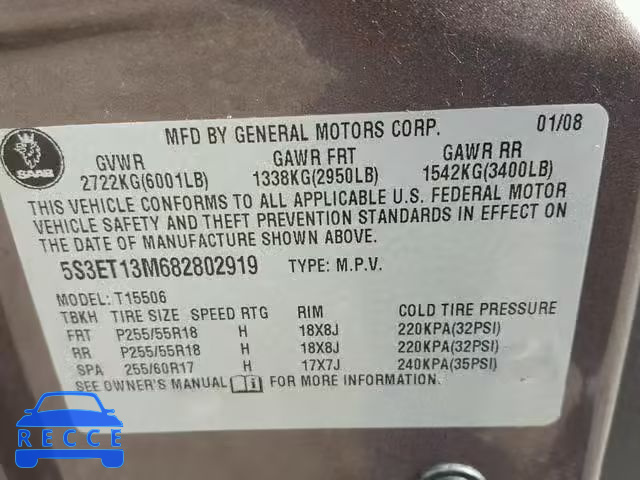 MFD BY GENERAL MOTORS CORP. 01/08
SAAB
GVWR GAWR FRT GAWR RR
2722KG(6001LB) 1338KG(2950LB) 1542KG(3400LB)
THIS VEHICLE CONFORMS TO ALL APPLICABLE U.S. FEDERAL MOTOR
VEHICLE SAFETY AND THEFT PREVENTION STANDARDS IN EFFECT ON
THE DATE OF MANUFACTURE SHOWN ABOVE.
5S3ET13M682802919 TYPE: M.P.V.
MODEL: T15506
TBKH TIRE SIZE SPEED RTG RIM COLD TIRE PRESSURE
FRT P255/55R18 H 18X8J 220KPA(32PSI)
RR P255/55R18 H 18X8J 220KPA(32PSI)
SPA 255/60R17 H 17X7J 240KPA(35PSI)
SEE OWNER'S MANUAL FOR MORE INFORMATION.
RECCE